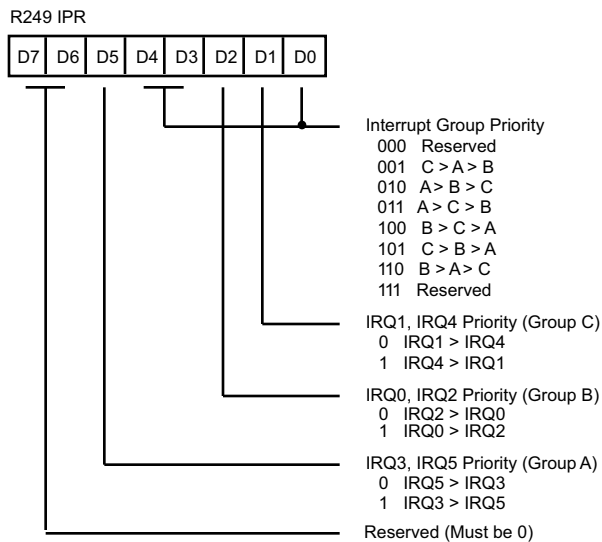 R249 IPR
D7 D6 D5 D4 D3 D2 D1 D0
Interrupt Group Priority
000 Reserved
001 C > A > B
010 A > B > C
011 A > C > B
100 B > C > A
101 C > B > A
110 B > A > C
111 Reserved
IRQ1, IRQ4 Priority (Group C)
0 IRQ1 > IRQ4
1 IRQ4 > IRQ1
IRQ0, IRQ2 Priority (Group B)
0 IRQ2 > IRQ0
1 IRQ0 > IRQ2
IRQ3, IRQ5 Priority (Group A)
0 IRQ5 > IRQ3
1 IRQ3 > IRQ5
Reserved (Must be 0)